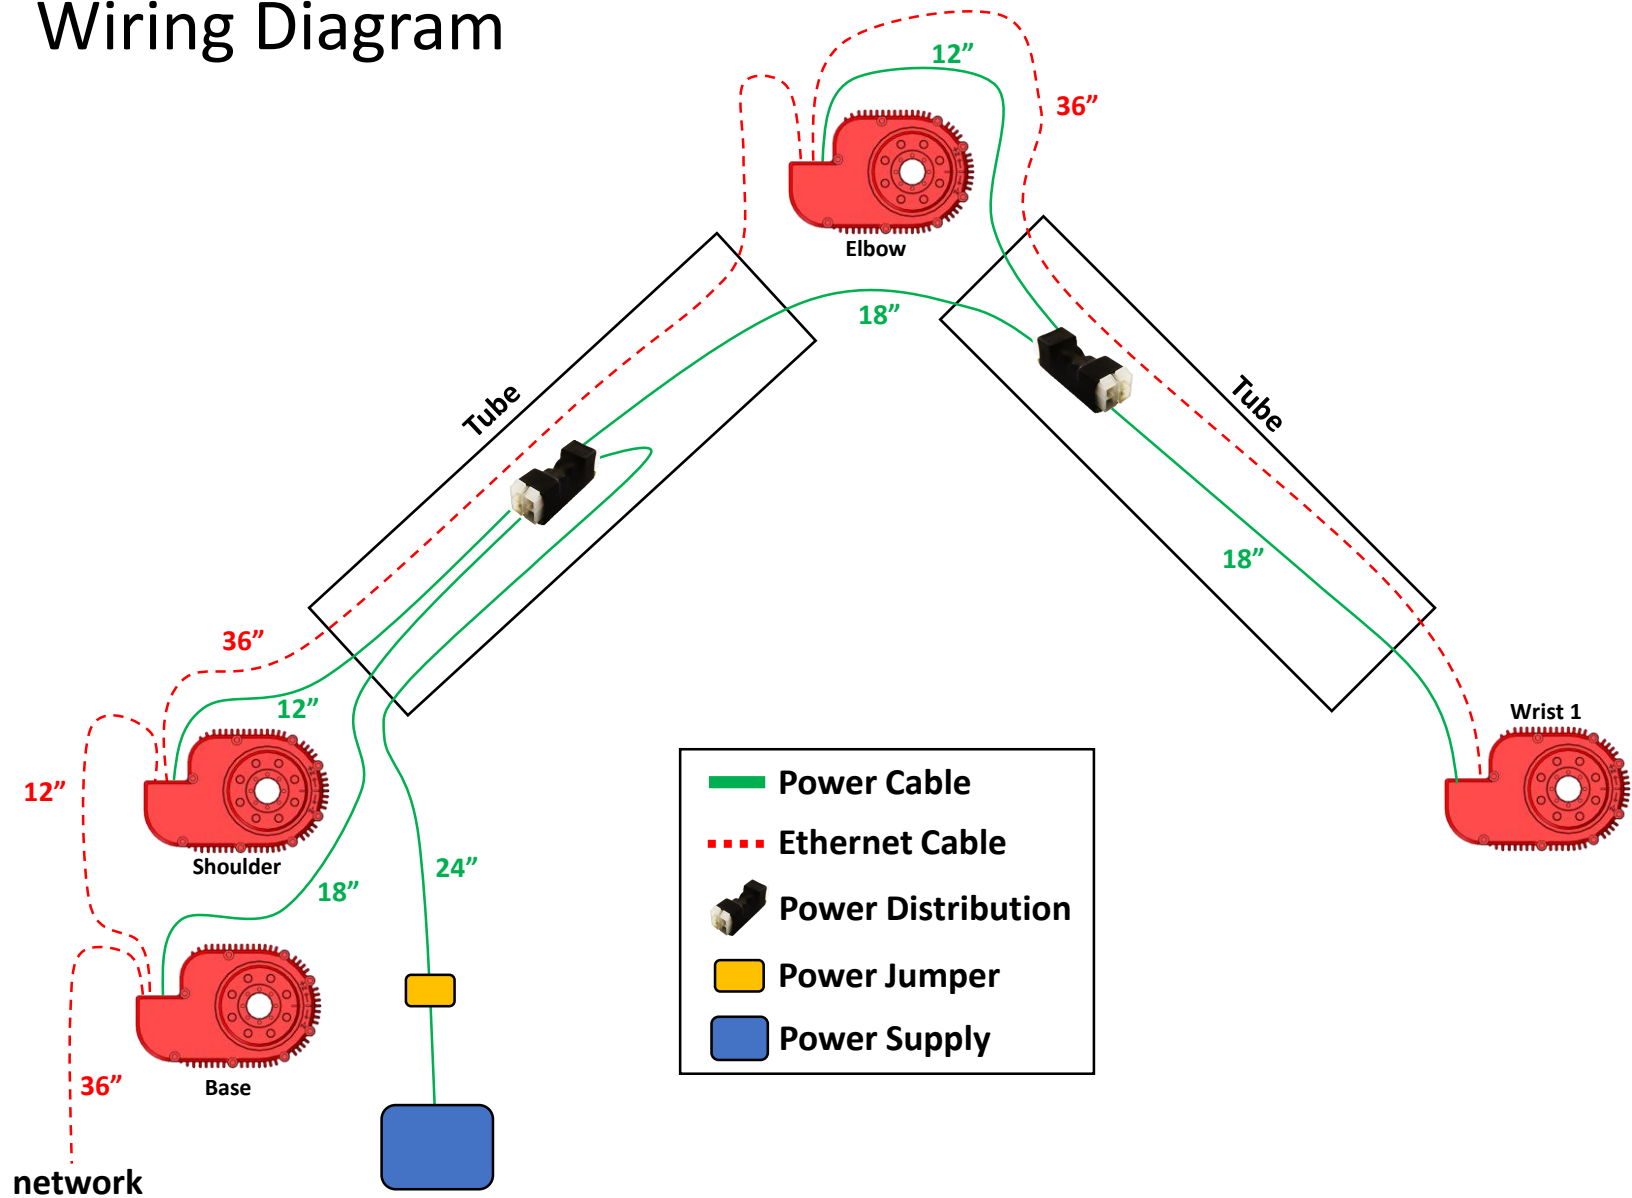 Wiring Diagram
12”
36”
Elbow
18”
Tube
Tube
18”
36”
12”
Wrist 1
12”
Shoulder
24”
18”
36”
Base
network
Power Cable
Ethernet Cable
Power Distribution
Power Jumper
Power Supply